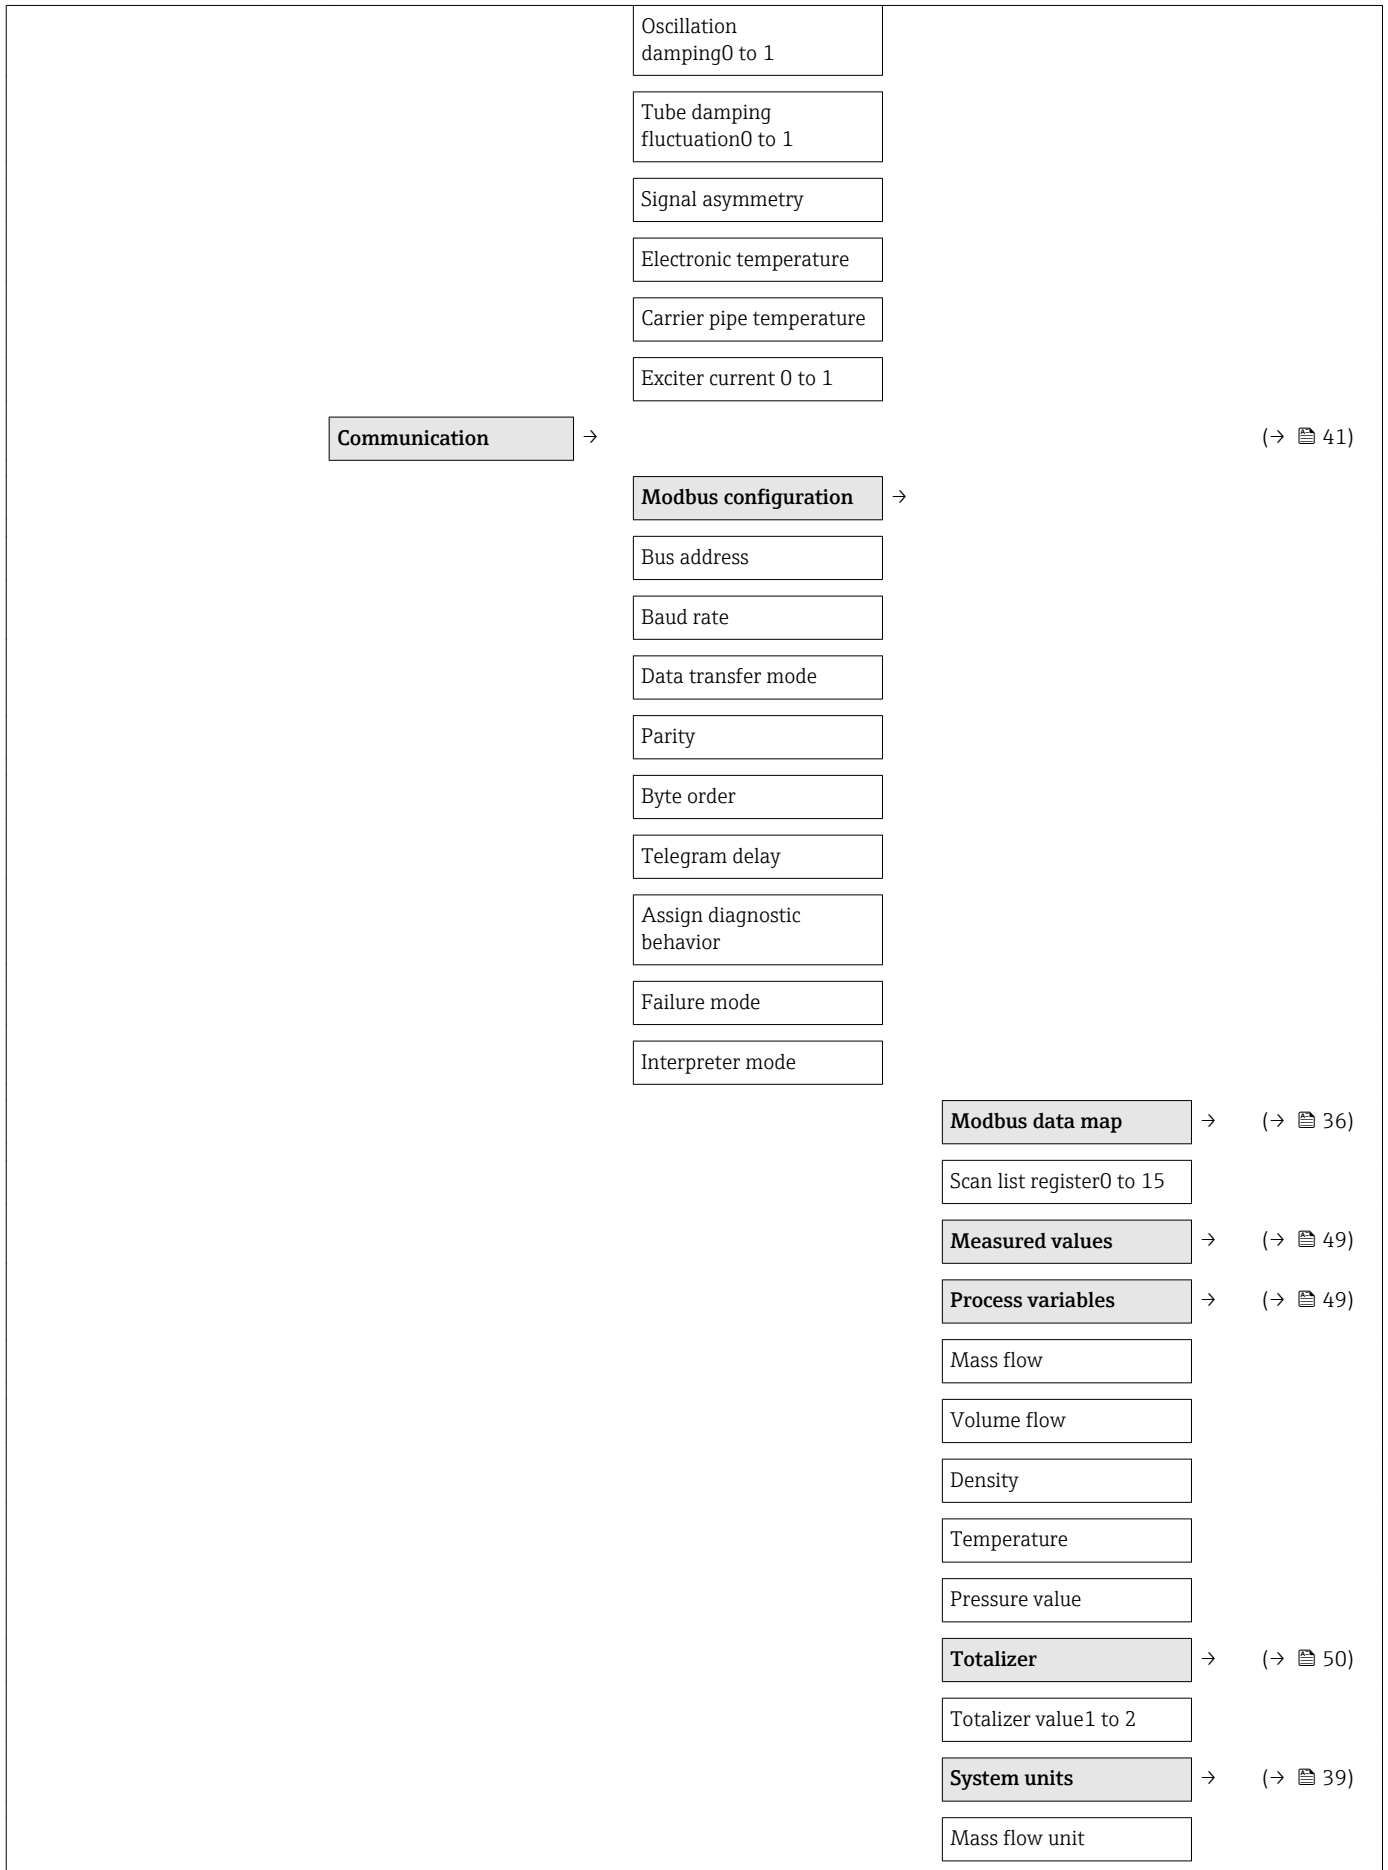 Oscillation
damping0 to 1
Tube damping
fluctuation0 to 1
Signal asymmetry
Electronic temperature
Carrier pipe temperature
Exciter current 0 to 1
Communication → (→ 41)
Modbus configuration →
Bus address
Baud rate
Data transfer mode
Parity
Byte order
Telegram delay
Assign diagnostic
behavior
Failure mode
Interpreter mode
Modbus data map → (→ 36)
Scan list register0 to 15
Measured values → (→ 49)
Process variables → (→ 49)
Mass flow
Volume flow
Density
Temperature
Pressure value
Totalizer → (→ 50)
Totalizer value1 to 2
System units → (→ 39)
Mass flow unit